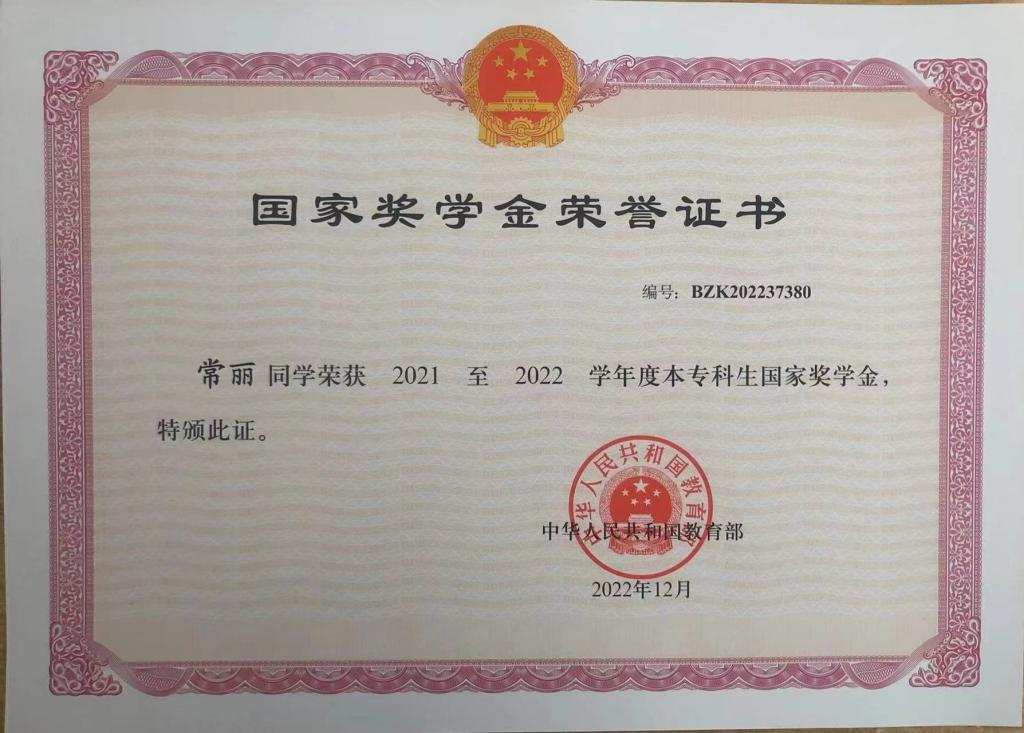 国家奖学金荣誉证书
编号：BZK202237380
常丽 同学荣获 2021 至 2022 学年度本专科生国家奖学金，
特颁此证。
中华人民共和国教育部
中华人民共和国教育部
2022年12月